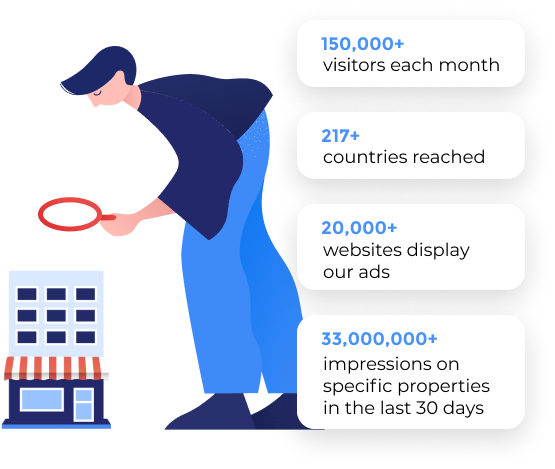 150,000+
visitors each month
217+
countries reached
20,000+
websites display
our ads
33,000,000+
impressions on
specific properties
in the last 30 days